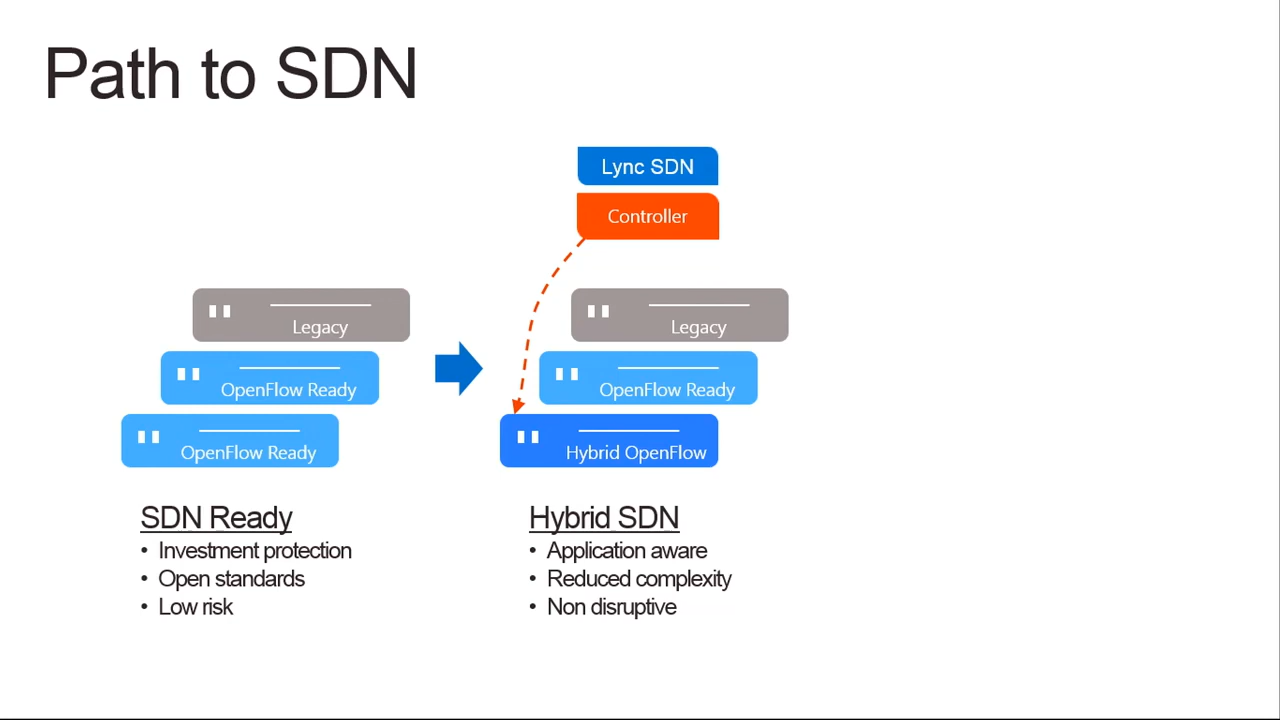 Path to SDN
Lync SDN
Controller
Legacy
OpenFlow Ready
OpenFlow Ready
SDN Ready
• Investment protection
• Open standards
• Low risk
Legacy
OpenFlow Ready
Hybrid OpenFlow
Hybrid SDN
• Application aware
• Reduced complexity
• Non disruptive